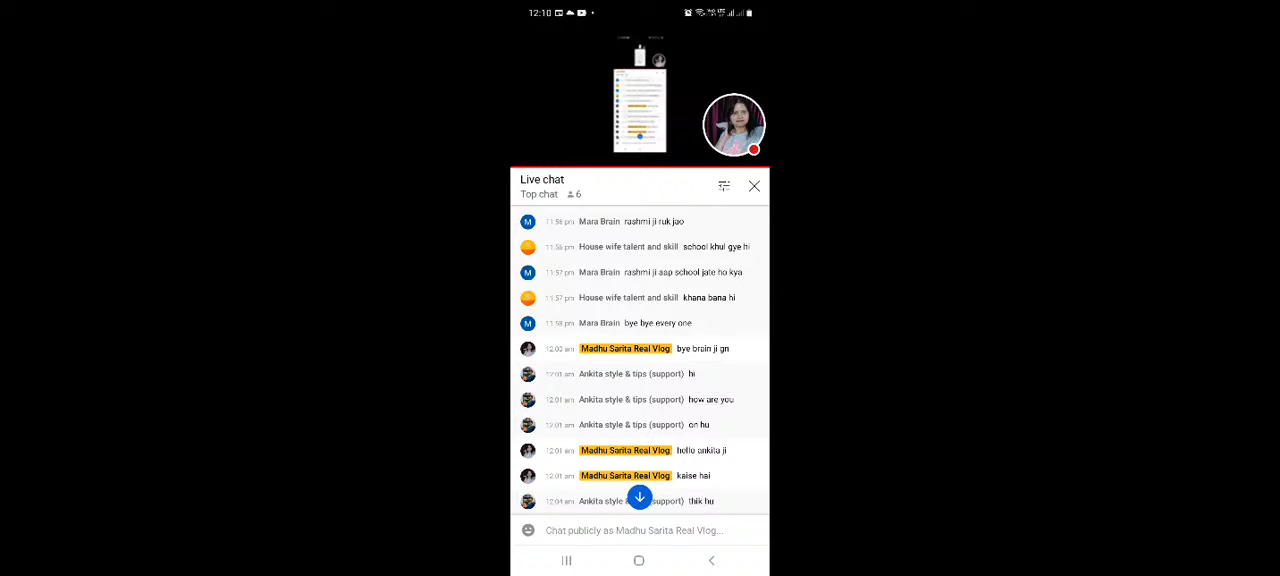 12:10
Live chat
Top chat 6
M 11:56 pm Mara Brain rashmi ji ruk jao
11:56 pm House wife talent and skill school khul gye hi
M 11:57 pm Mara Brain rashmi ji aap school jate ho kya
11:57 pm House wife talent and skill khana bana hi
M 11:58 pm Mara Brain bye bye every one
12:00 am Madhu Sarita Real Vlog bye brain ji gn
12:01 am Ankita style & tips (support) hi
12:01 am Ankita style & tips (support) how are you
12:01 am Ankita style & tips (support) on hu
12:01 am Madhu Sarita Real Vlog hello ankita ji
12:01 am Madhu Sarita Real Vlog kaise hai
12:04 am Ankita style support) thik hu
Chat publicly as Madhu Sarita Real Vlog...